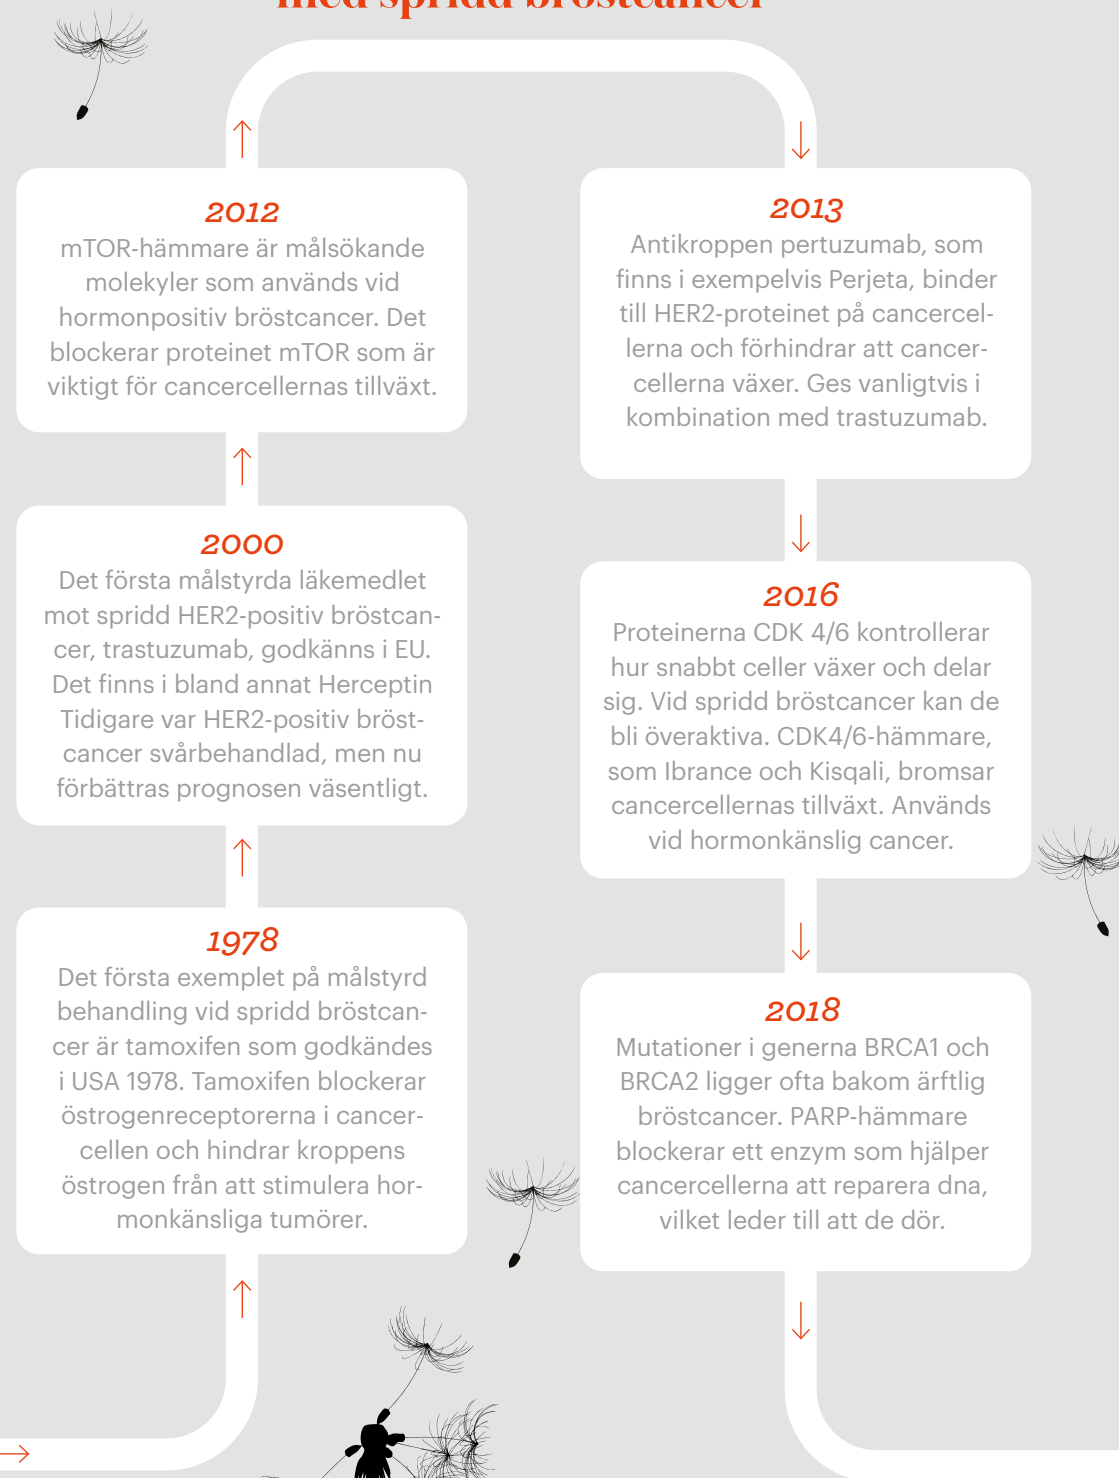 med spridd bröstcancer
2012
mTOR-hämmare är målsökande
molekyler som används vid
hormonpositiv bröstcancer. Det
blockerar proteinet mTOR som är
viktigt för cancercellernas tillväxt.
2000
Det första målstyrda läkemedlet
mot spridd HER2-positiv bröstcan-
cer, trastuzumab, godkänns i EU.
Det finns i bland annat Herceptin
Tidigare var HER2-positiv bröst-
cancer svårbehandlad, men nu
förbättras prognosen väsentligt.
1978
Det första exemplet på målstyrd
behandling vid spridd bröstcan-
cer är tamoxifen som godkändes
i USA 1978. Tamoxifen blockerar
östrogenreceptorerna i cancer-
cellen och hindrar kroppens
östrogen från att stimulera hor-
monkänsliga tumörer.
2013
Antikroppen pertuzumab, som
finns i exempelvis Perjeta, binder
till HER2-proteinet på cancercel-
lerna och förhindrar att cancer-
cellerna växer. Ges vanligtvis i
kombination med trastuzumab.
2016
Proteinerna CDK 4/6 kontrollerar
hur snabbt celler växer och delar
sig. Vid spridd bröstcancer kan de
bli överaktiva. CDK4/6-hämmare,
som Ibrance och Kisqali, bromsar
cancercellernas tillväxt. Används
vid hormonkänslig cancer.
2018
Mutationer i generna BRCA1 och
BRCA2 ligger ofta bakom ärftlig
bröstcancer. PARP-hämmare
blockerar ett enzym som hjälper
cancercellerna att reparera dna,
vilket leder till att de dör.